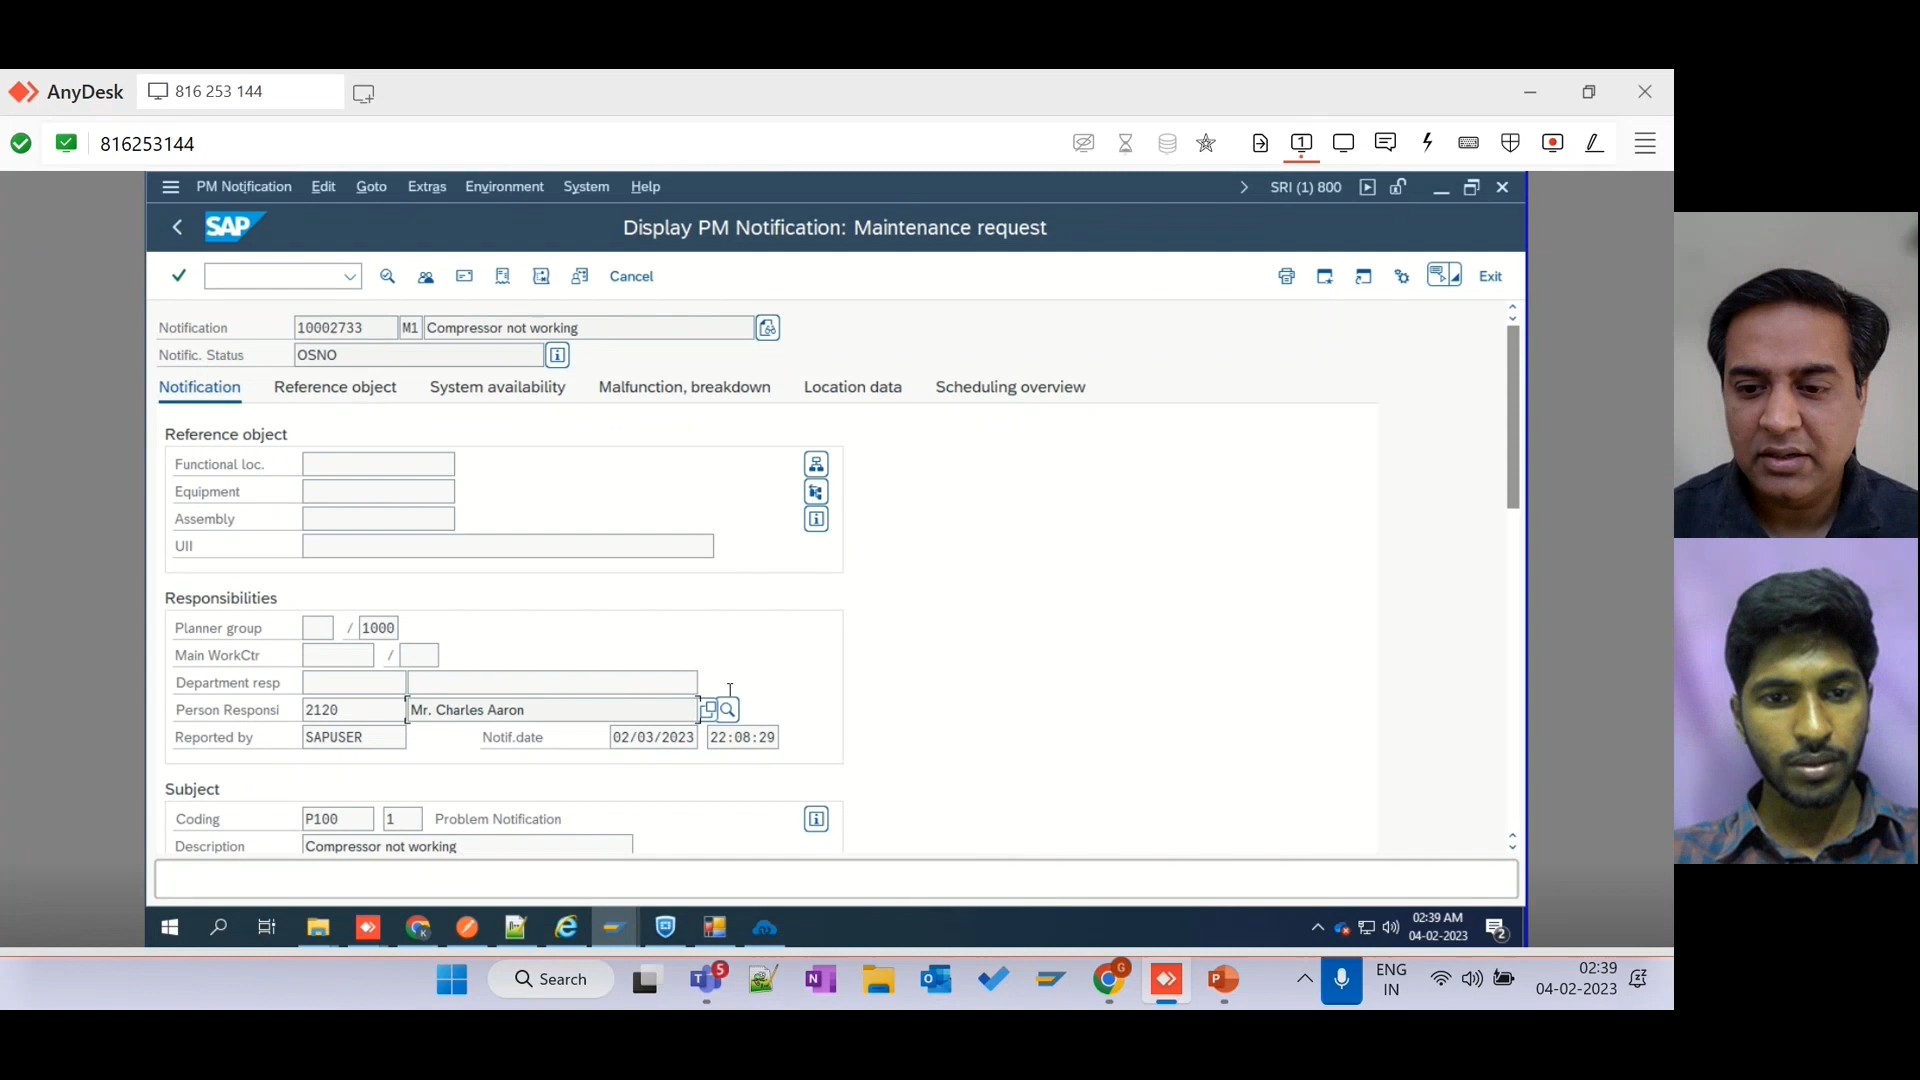 AnyDesk 816 253 144
816253144 1
PM Notification Edit Goto Extras Environment System Help SRI (1) 800
SAP Display PM Notification: Maintenance request
Cancel Exit
Notification 10002733 M1 Compressor not working
Notific. Status OSNO
Notification Reference object System availability Malfunction, breakdown Location data Scheduling overview
Reference object
Functional loc.
Equipment
Assembly
UII
Responsibilities
Planner group / 1000
Main WorkCtr /
Department resp
Person Responsi 2120 Mr. Charles Aaron
Reported by SAPUSER Notif.date 02/03/2023 22:08:29
Subject
Coding P100 1 Problem Notification
Description Compressor not working
02:39 AM
04-02-2023 2
Search 5 G ENG
IN
02:39
04-02-2023